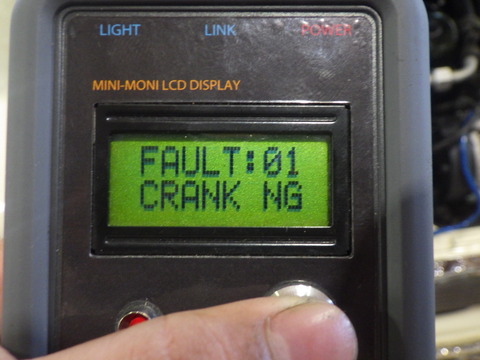 LIGHT LINK POWER
MINI-MONI LCD DISPLAY
FAULT:01
CRANK NG